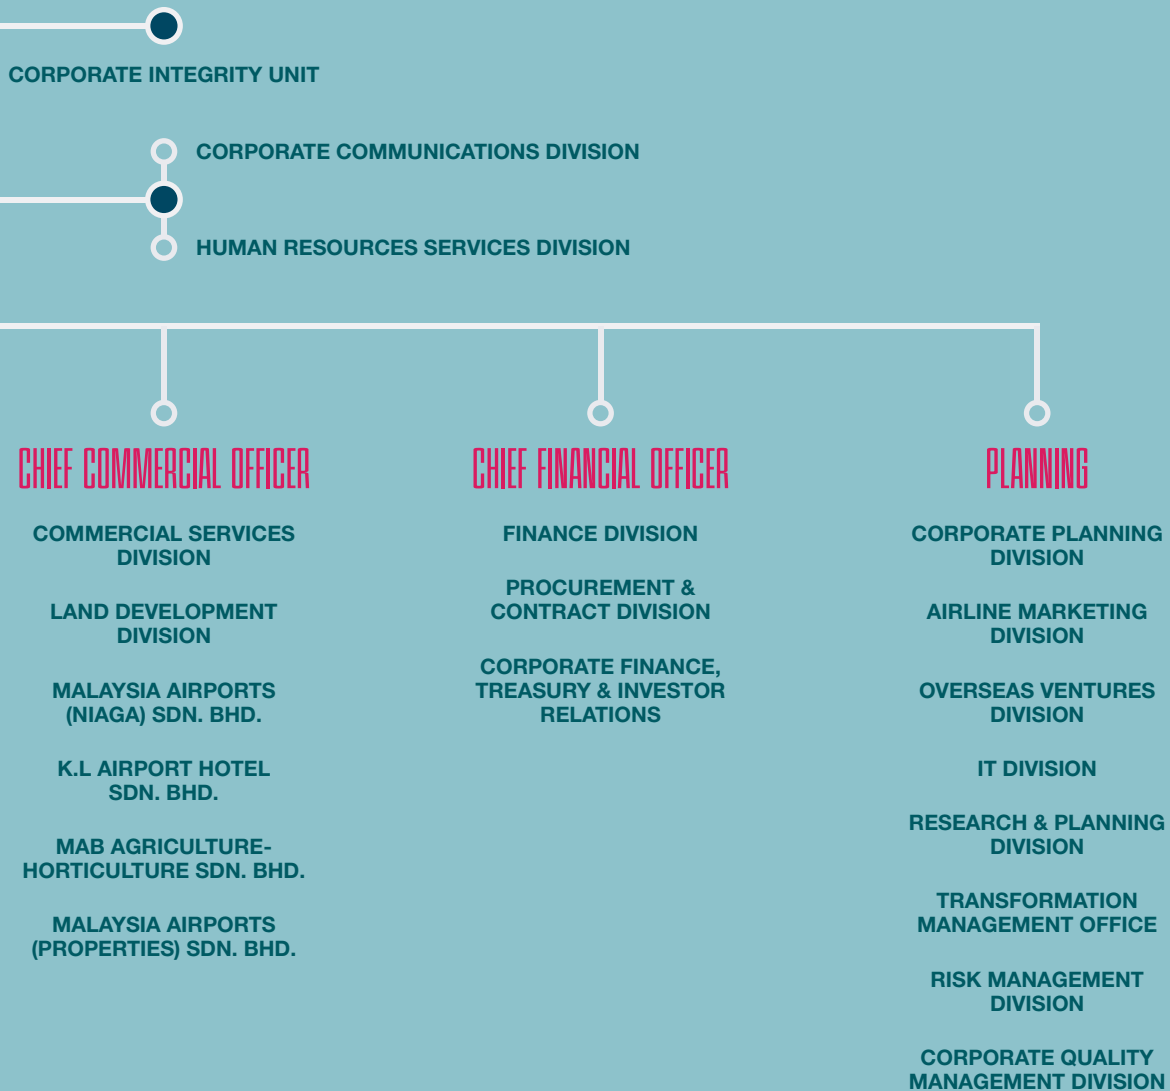 CORPORATE INTEGRITY UNIT
CORPORATE COMMUNICATIONS DIVISION
HUMAN RESOURCES SERVICES DIVISION
CHIEF COMMERCIAL OFFICER
COMMERCIAL SERVICES
DIVISION
LAND DEVELOPMENT
DIVISION
MALAYSIA AIRPORTS
(NIAGA) SDN. BHD.
K.L AIRPORT HOTEL
SDN. BHD.
MAB AGRICULTURE-
HORTICULTURE SDN. BHD.
MALAYSIA AIRPORTS
(PROPERTIES) SDN. BHD.
CHIEF FINANCIAL OFFICER
FINANCE DIVISION
PROCUREMENT &
CONTRACT DIVISION
CORPORATE FINANCE,
TREASURY & INVESTOR
RELATIONS
PLANNING
CORPORATE PLANNING
DIVISION
AIRLINE MARKETING
DIVISION
OVERSEAS VENTURES
DIVISION
IT DIVISION
RESEARCH & PLANNING
DIVISION
TRANSFORMATION
MANAGEMENT OFFICE
RISK MANAGEMENT
DIVISION
CORPORATE QUALITY
MANAGEMENT DIVISION